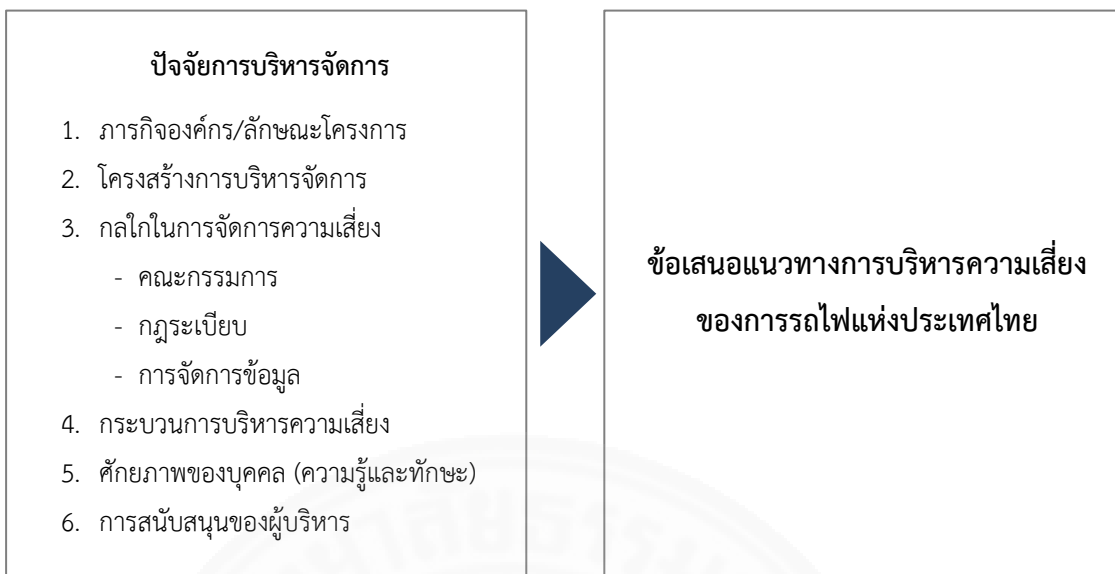 ปัจจัยการบริหารจัดการ
1. ภารกิจองค์กร/ลักษณะโครงการ
2. โครงสร้างการบริหารจัดการ
3. กลไกในการจัดการความเสี่ยง
- คณะกรรมการ
- กฎระเบียบ
- การจัดการข้อมูล
4. กระบวนการบริหารความเสี่ยง
5. ศักยภาพของบุคคล (ความรู้และทักษะ)
6. การสนับสนุนของผู้บริหาร
ข้อเสนอแนวทางการบริหารความเสี่ยง
ของการรถไฟแห่งประเทศไทย